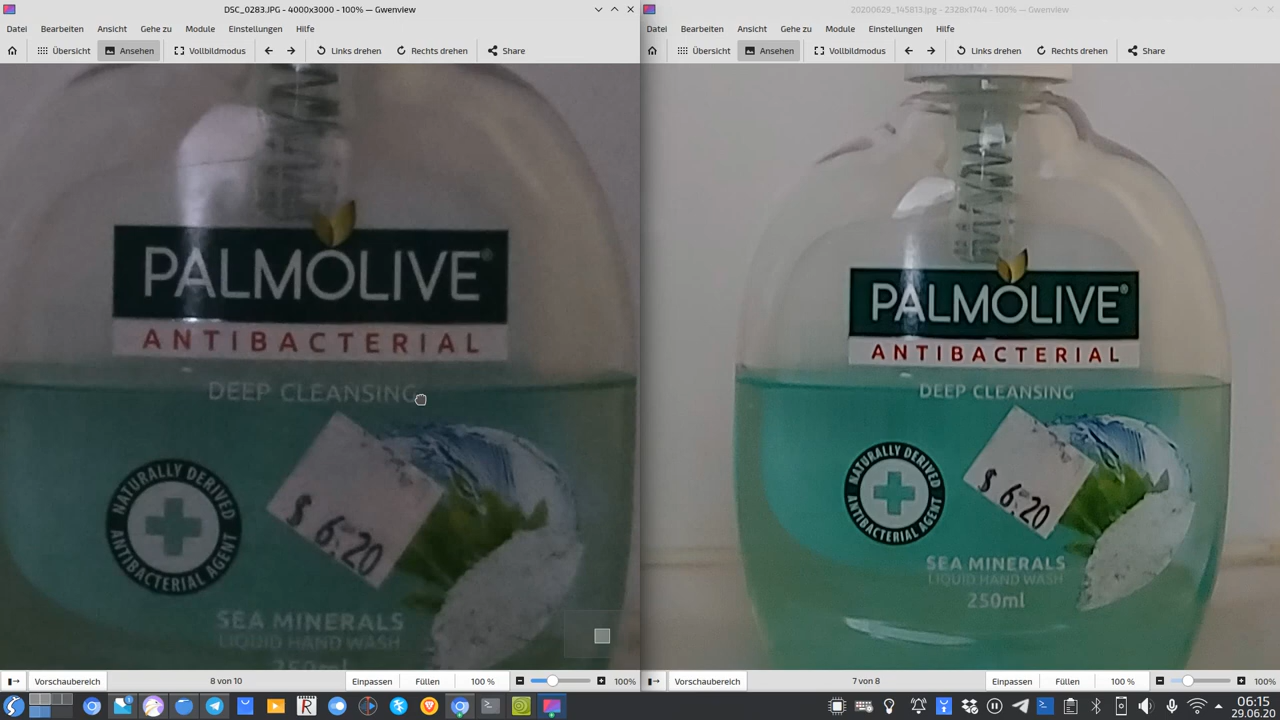 DSC_0283.JPG - 4000x3000 - 100% — Gwenview
Datei Bearbeiten Ansicht Gehe zu Module Einstellungen Hilfe
Übersicht Ansehen Vollbildmodus Links drehen Rechts drehen Share
PALMOLIVE®
ANTIBACTERIAL
DEEP CLEANSING
$ 6.20
NATURALLY DERIVED
ANTIBACTERIAL AGENT
SEA MINERALS
LIQUID HAND WASH
250ml
Vorschaubereich 8 von 10 Einpassen Füllen 100 % 100%
20200629_145813.jpg - 2328x1744 - 100% — Gwenview
Datei Bearbeiten Ansicht Gehe zu Module Einstellungen Hilfe
Übersicht Ansehen Vollbildmodus Links drehen Rechts drehen Share
PALMOLIVE®
ANTIBACTERIAL
DEEP CLEANSING
$ 6.20
NATURALLY DERIVED
ANTIBACTERIAL AGENT
SEA MINERALS
LIQUID HAND WASH
250ml
Vorschaubereich 7 von 8 Einpassen Füllen 100 % 100%
06:15
29.06.20